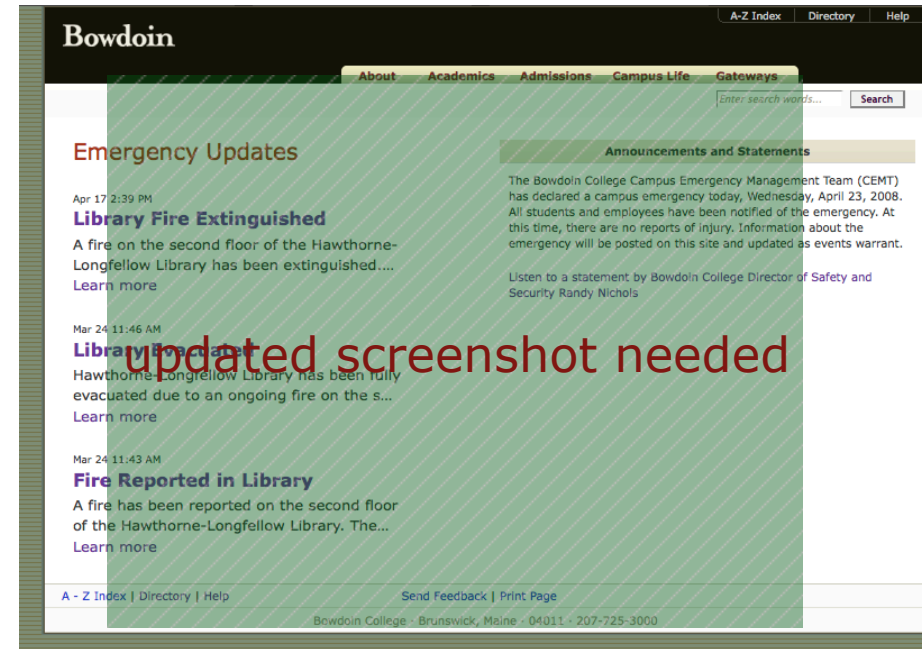 A-Z Index Directory Help
Bowdoin
About Academics Admissions Campus Life Gateways
Enter search words... Search
Emergency Updates
Apr 17 2:39 PM
Library Fire Extinguished
A fire on the second floor of the Hawthorne-
Longfellow Library has been extinguished....
Learn more
Mar 24 11:46 AM
Library Evacuated
Hawthorne-Longfellow Library has been fully
evacuated due to an ongoing fire on the s...
Learn more
Mar 24 11:43 AM
Fire Reported in Library
A fire has been reported on the second floor
of the Hawthorne-Longfellow Library. The...
Learn more
Announcements and Statements
The Bowdoin College Campus Emergency Management Team (CEMT)
has declared a campus emergency today, Wednesday, April 23, 2008.
All students and employees have been notified of the emergency. At
this time, there are no reports of injury. Information about the
emergency will be posted on this site and updated as events warrant.
Listen to a statement by Bowdoin College Director of Safety and
Security Randy Nichols
updated screenshot needed
A - Z Index | Directory | Help
Send Feedback | Print Page
Bowdoin College · Brunswick, Maine · 04011 · 207-725-3000